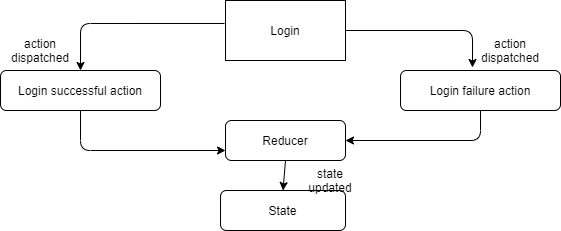 Login
action
dispatched
action
dispatched
Login successful action
Login failure action
Reducer
state
updated
State